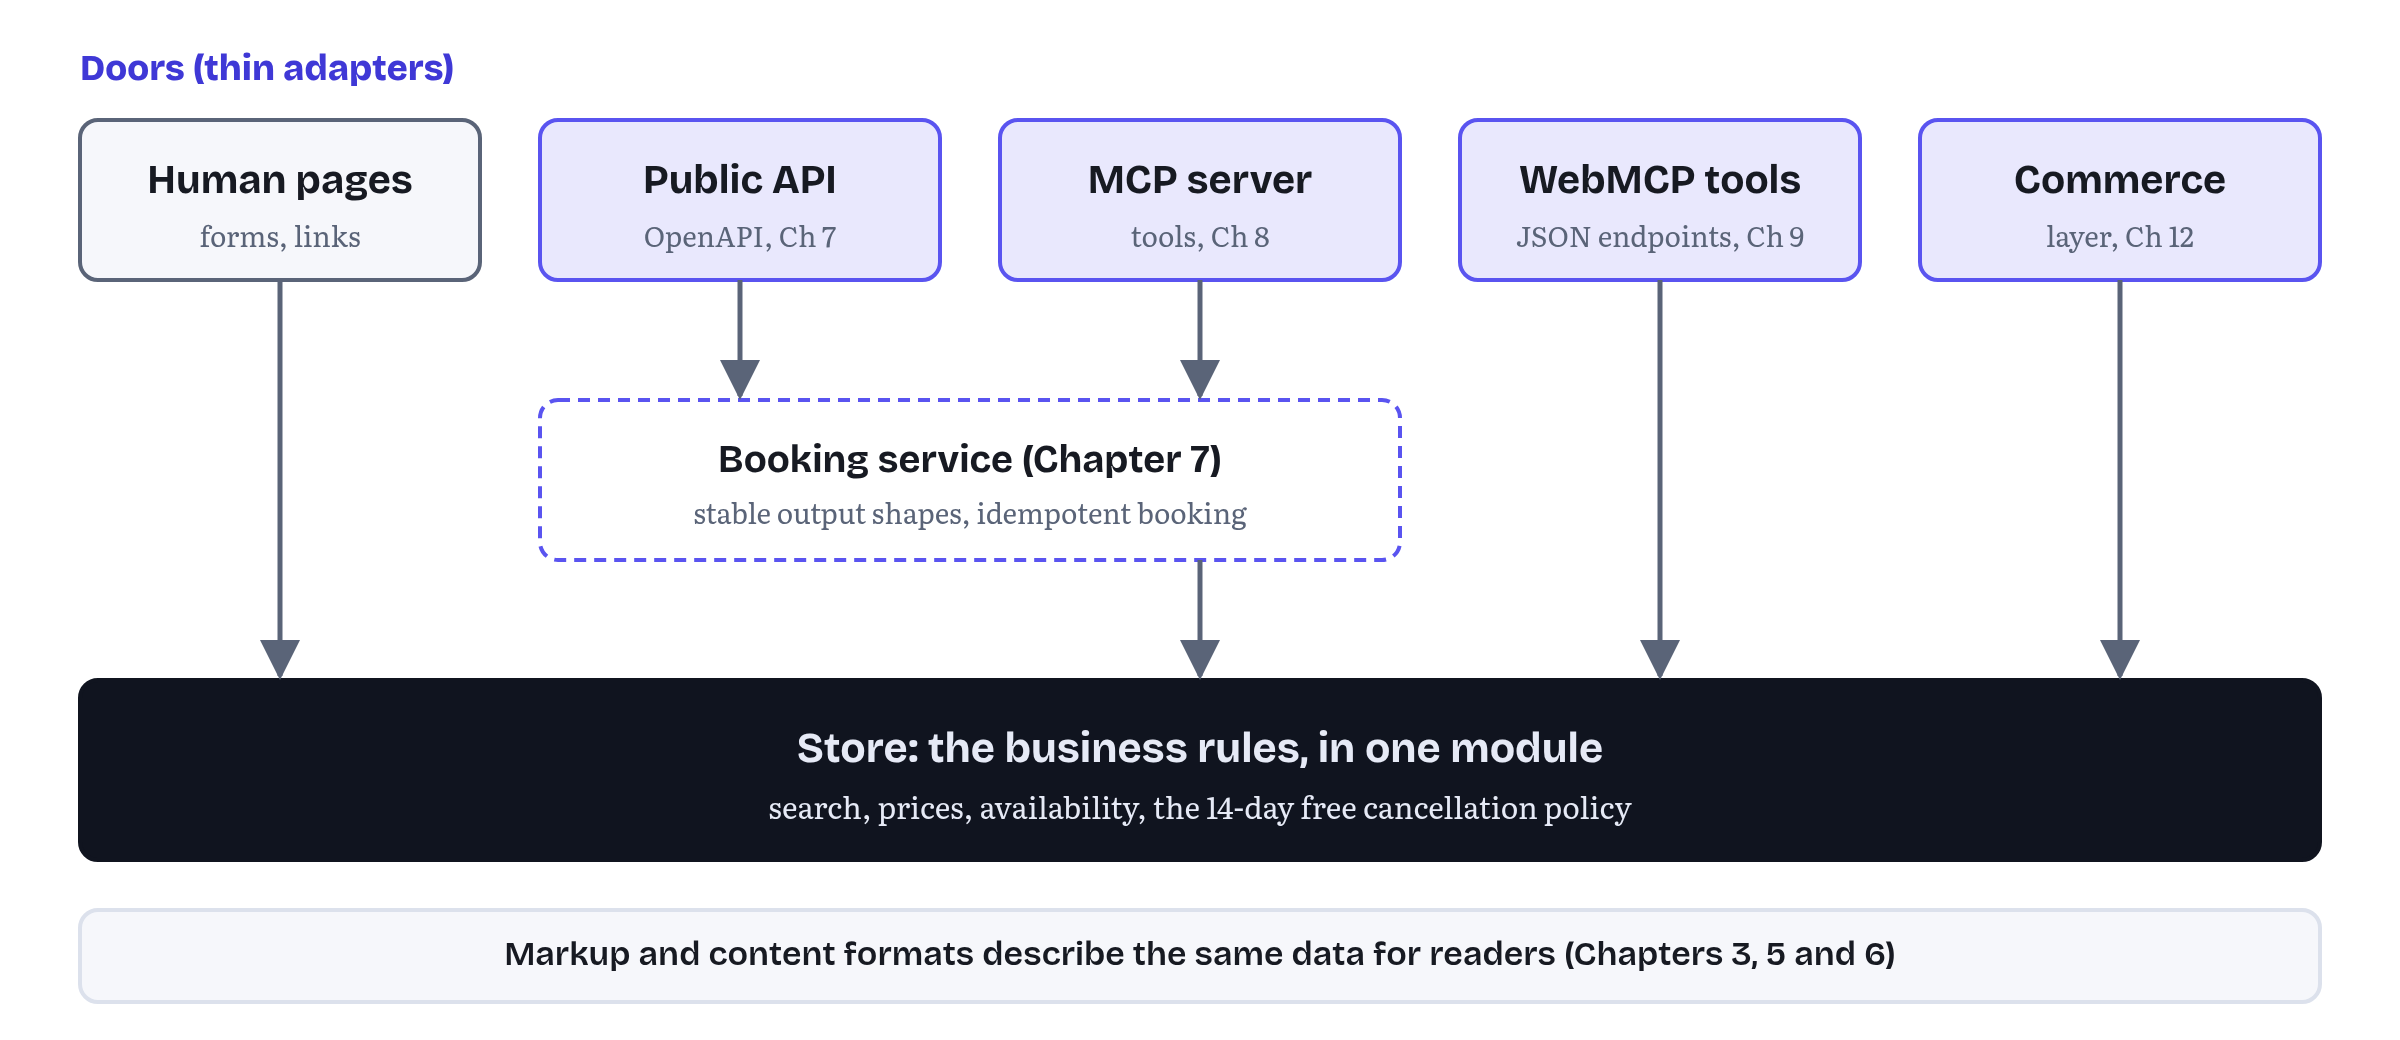 Doors (thin adapters)
Human pages
forms, links
Public API
OpenAPI, Ch 7
MCP server
tools, Ch 8
WebMCP tools
JSON endpoints, Ch 9
Commerce
layer, Ch 12
Booking service (Chapter 7)
stable output shapes, idempotent booking
Store: the business rules, in one module
search, prices, availability, the 14-day free cancellation policy
Markup and content formats describe the same data for readers (Chapters 3, 5 and 6)